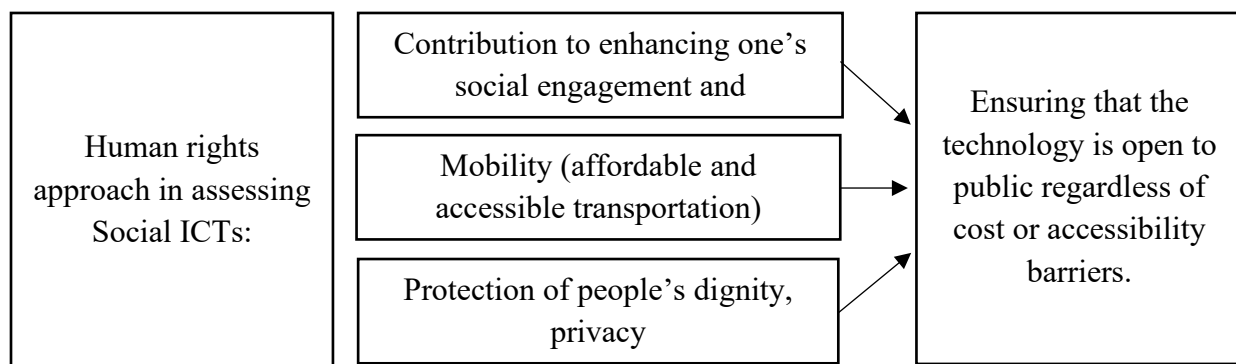 Human rights
approach in assessing
Social ICTs:
Contribution to enhancing one’s
social engagement and
Mobility (affordable and
accessible transportation)
Protection of people’s dignity,
privacy
Ensuring that the
technology is open to
public regardless of
cost or accessibility
barriers.